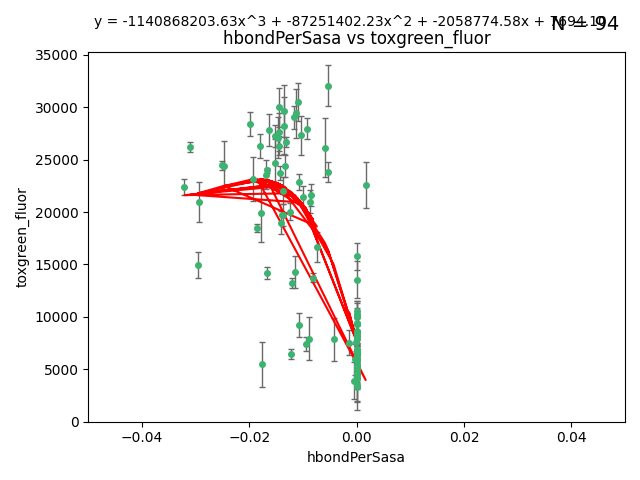 y = -1140868203.63x^3 + -87251402.23x^2 + -2058774.58x + 7694.10
N = 94
hbondPerSasa vs toxgreen_fluor
35000
30000
25000
20000
15000
10000
5000
0
toxgreen_fluor
-0.04
-0.02
0.00
0.02
0.04
hbondPerSasa